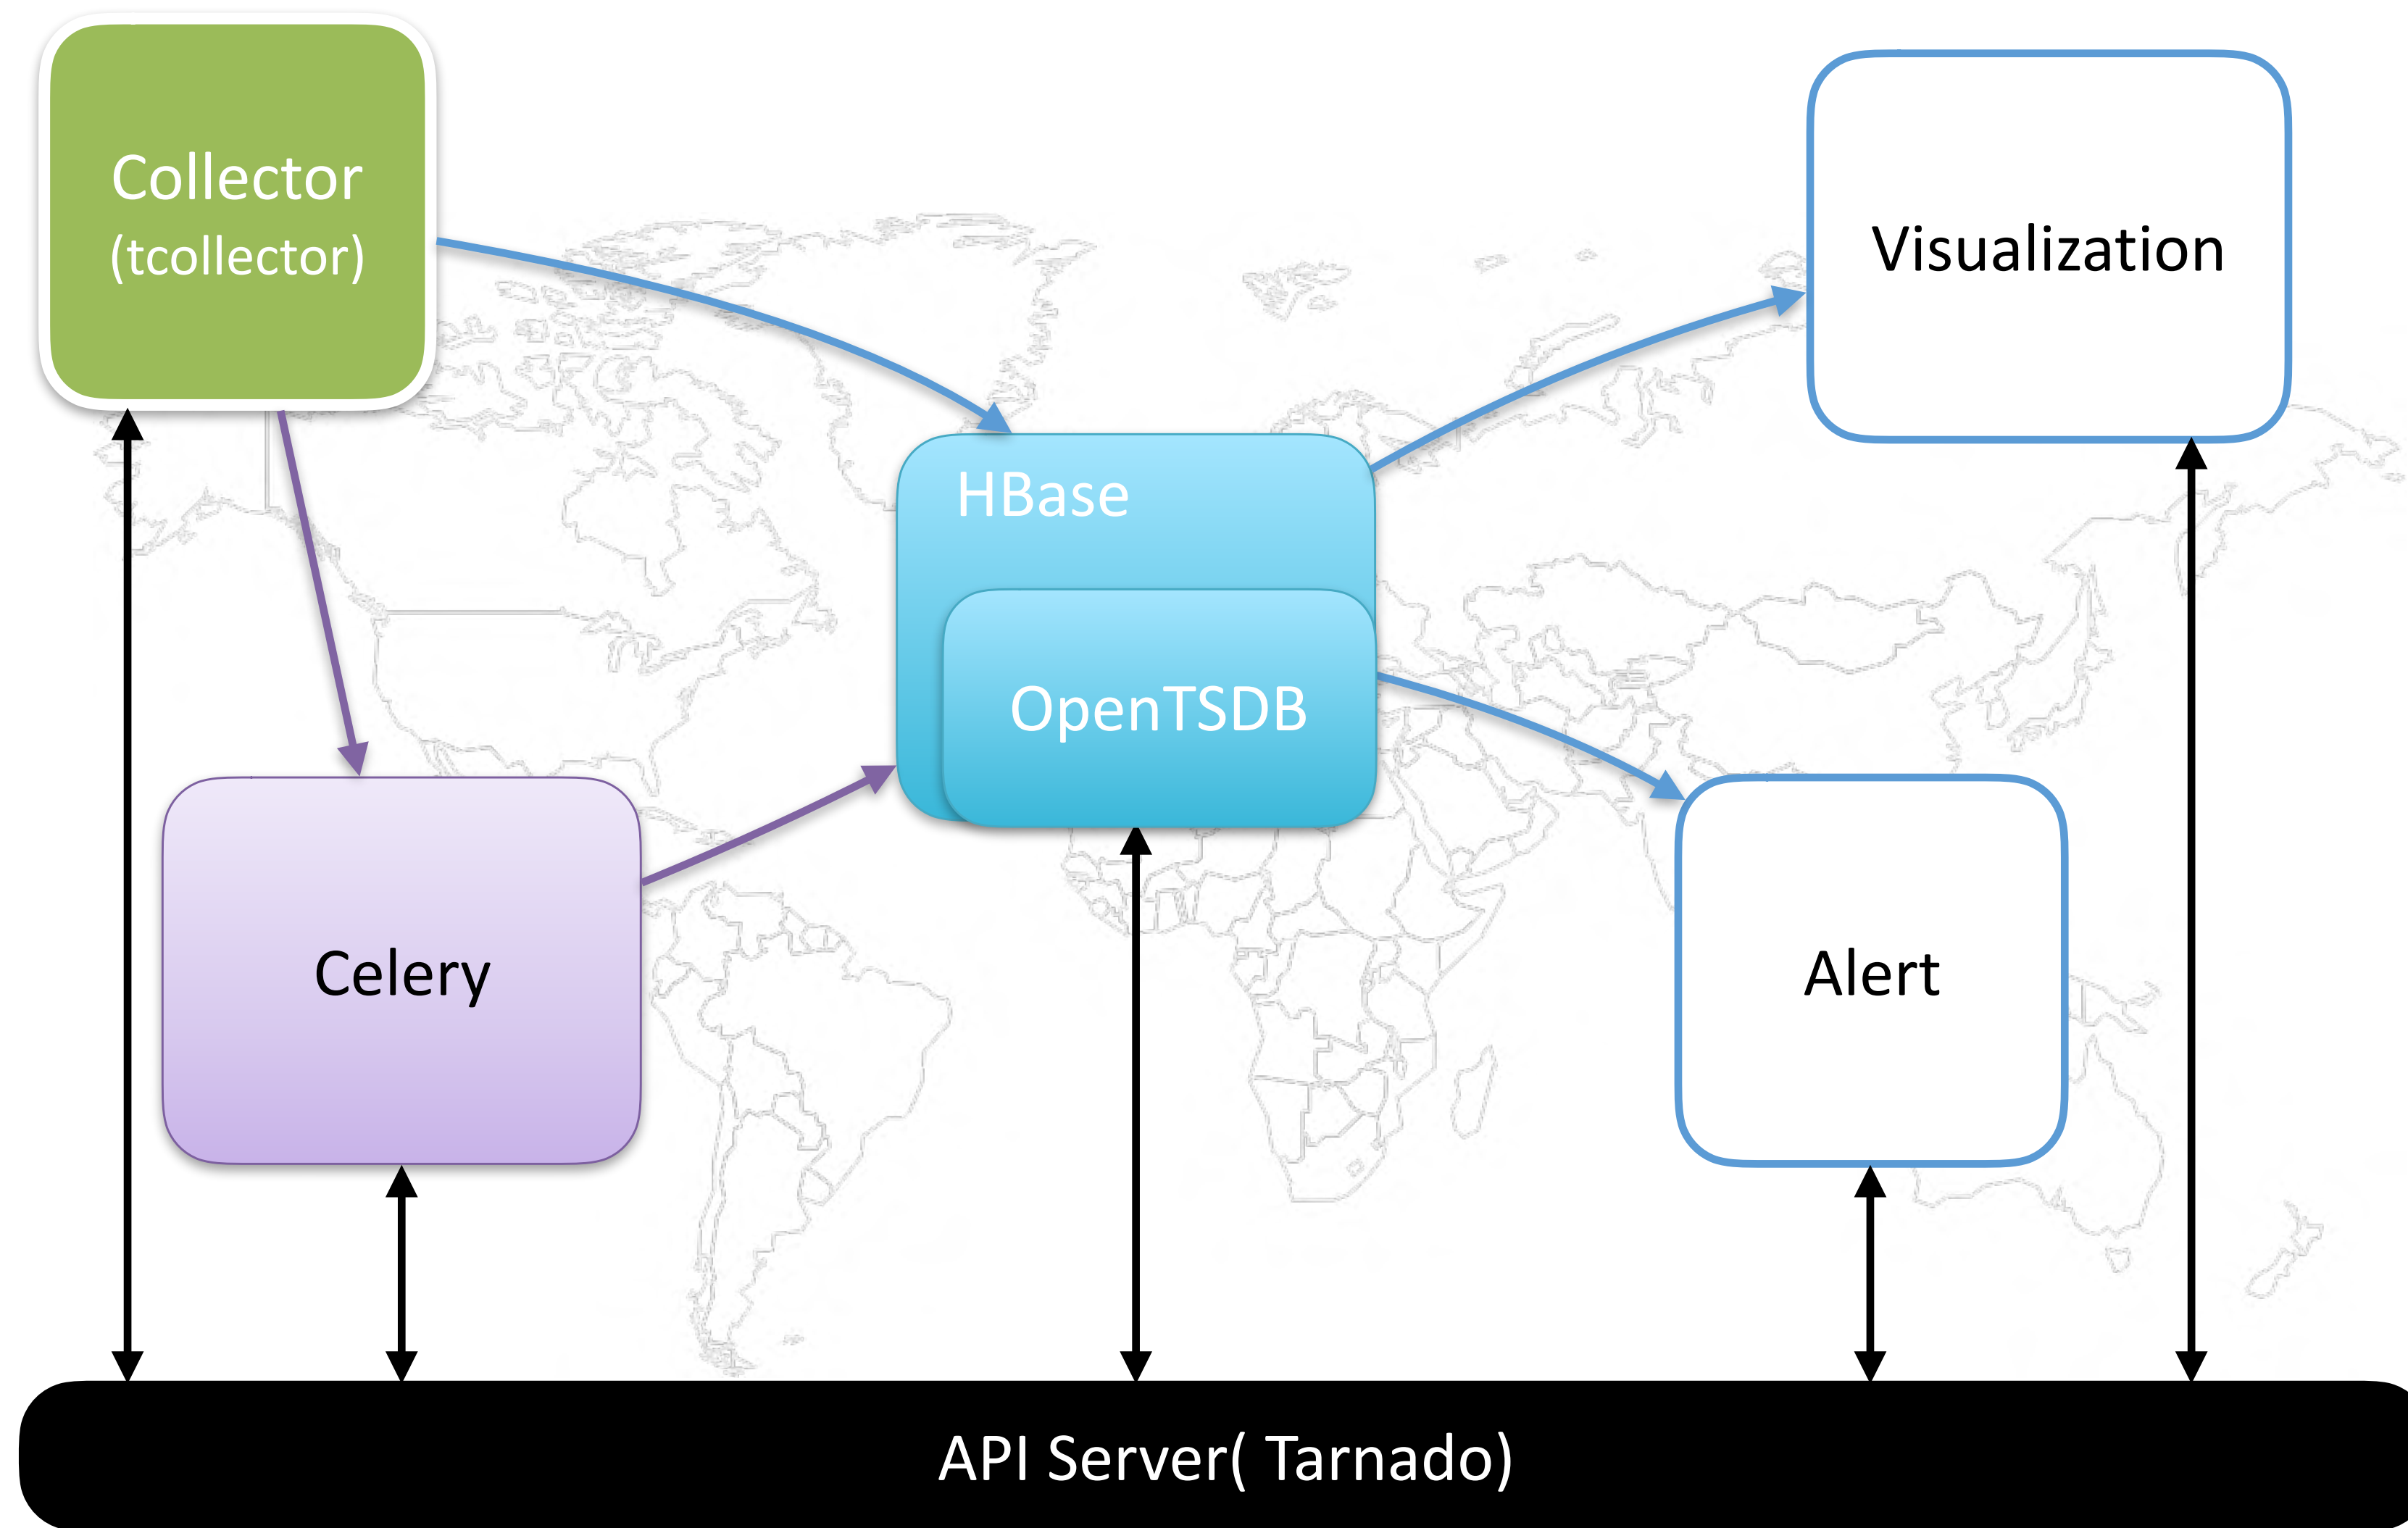 Collector
(tcollector)
Visualization
HBase
OpenTSDB
Celery
Alert
API Server( Tarnado)